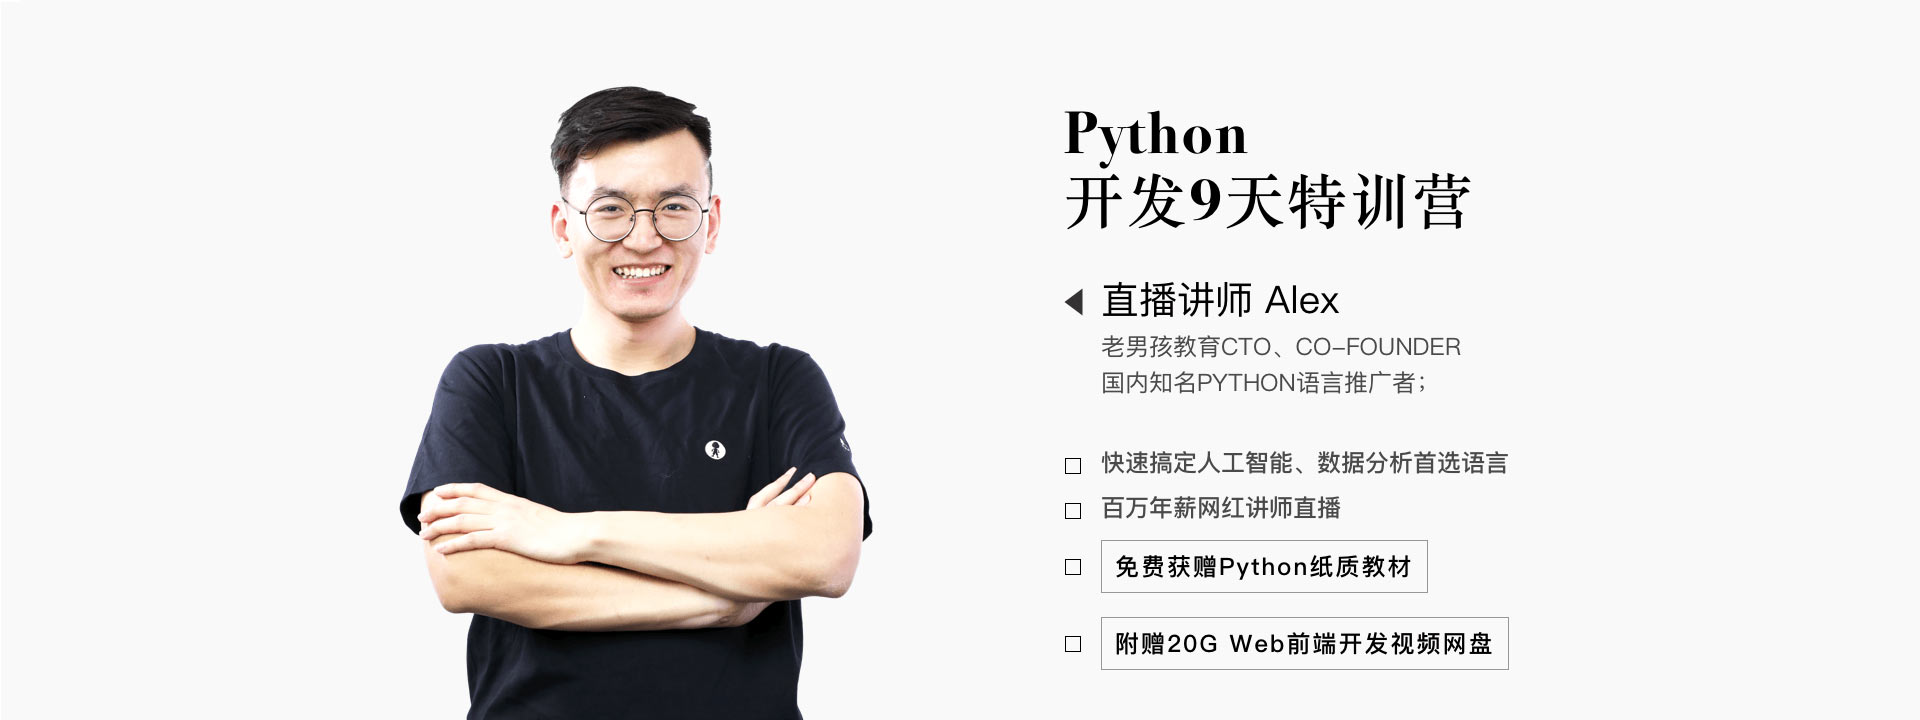 Python
开发9天特训营
直播讲师 Alex
老男孩教育CTO、CO-FOUNDER
国内知名PYTHON语言推广者；
快速搞定人工智能、数据分析首选语言
百万年薪网红讲师直播
免费获赠Python纸质教材
附赠20G Web前端开发视频网盘